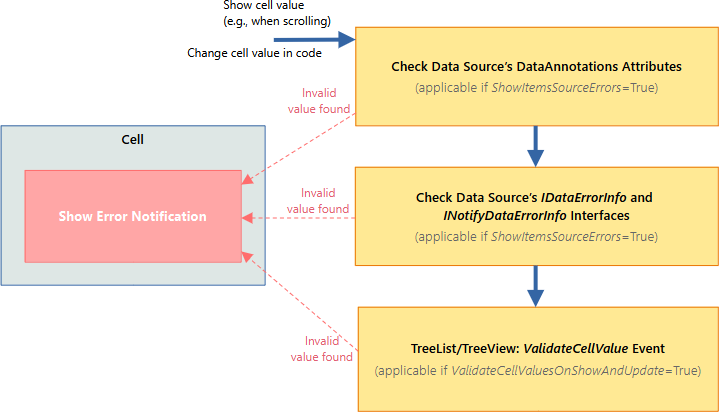 Show cell value
(e.g., when scrolling)
Change cell value in code
Check Data Source's DataAnnotations Attributes
(applicable if ShowItemsSourceErrors=True)
Invalid
value found
Cell
Show Error Notification
Invalid
value found
Check Data Source's IDataErrorInfo and
INotifyDataErrorInfo Interfaces
(applicable if ShowItemsSourceErrors=True)
Invalid
value found
TreeList/TreeView: ValidateCellValue Event
(applicable if ValidateCellValuesOnShowAndUpdate=True)